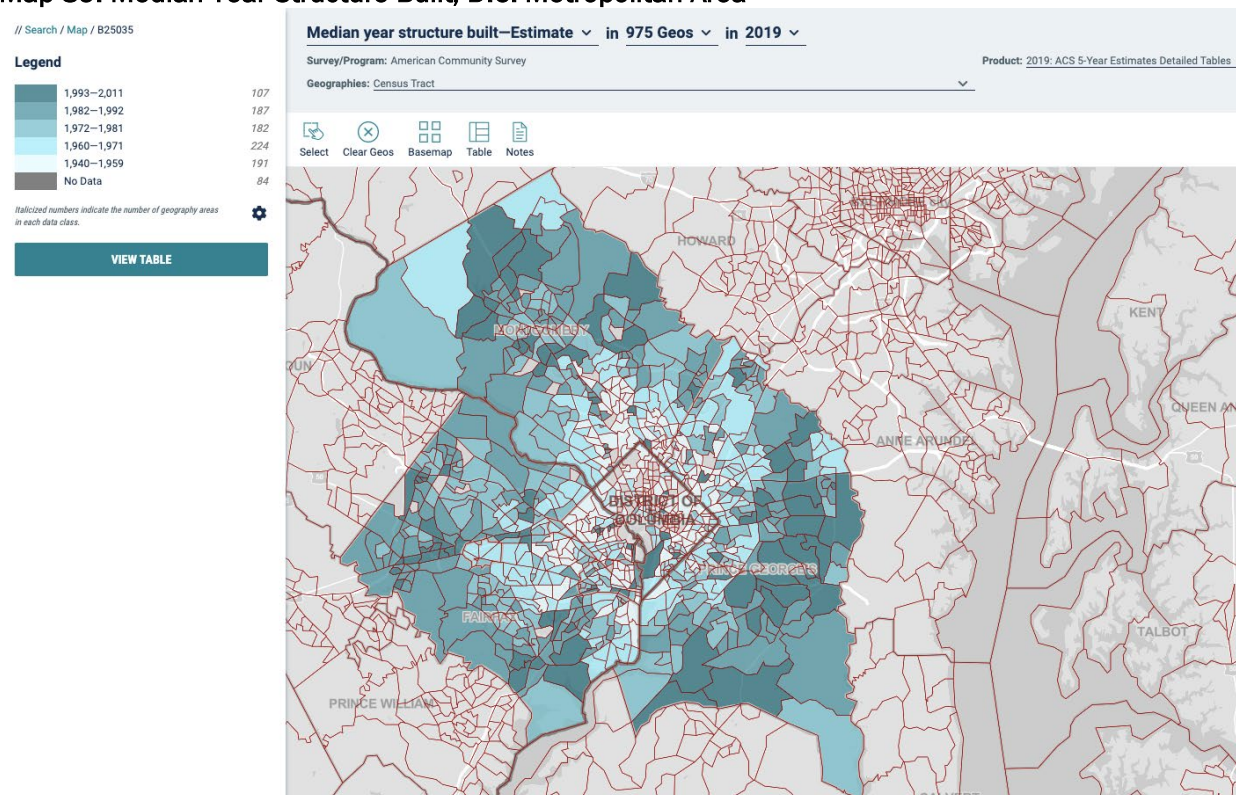 Map S3: Median Year Structure Built, D.C. Metropolitan Area
// Search / Map / B25035
Legend
1,993–2,011 107
1,982–1,992 187
1,972–1,981 182
1,960–1,971 224
1,940–1,959 191
No Data 84
Italicized numbers indicate the number of geography areas
in each data class.
VIEW TABLE
Median year structure built—Estimate in 975 Geos in 2019
Survey/Program: American Community Survey
Product: 2019: ACS 5-Year Estimates Detailed Tables
Geographies: Census Tract
Select Clear Geos Basemap Table Notes
HOWARD
KENT
MONTGOMERY
QUEEN AN
ANNE ARUNDEL
DISTRICT OF
COLUMBIA
PRINCE GEORGE'S
FAIRFAX
TALBOT
PRINCE WILLIAM